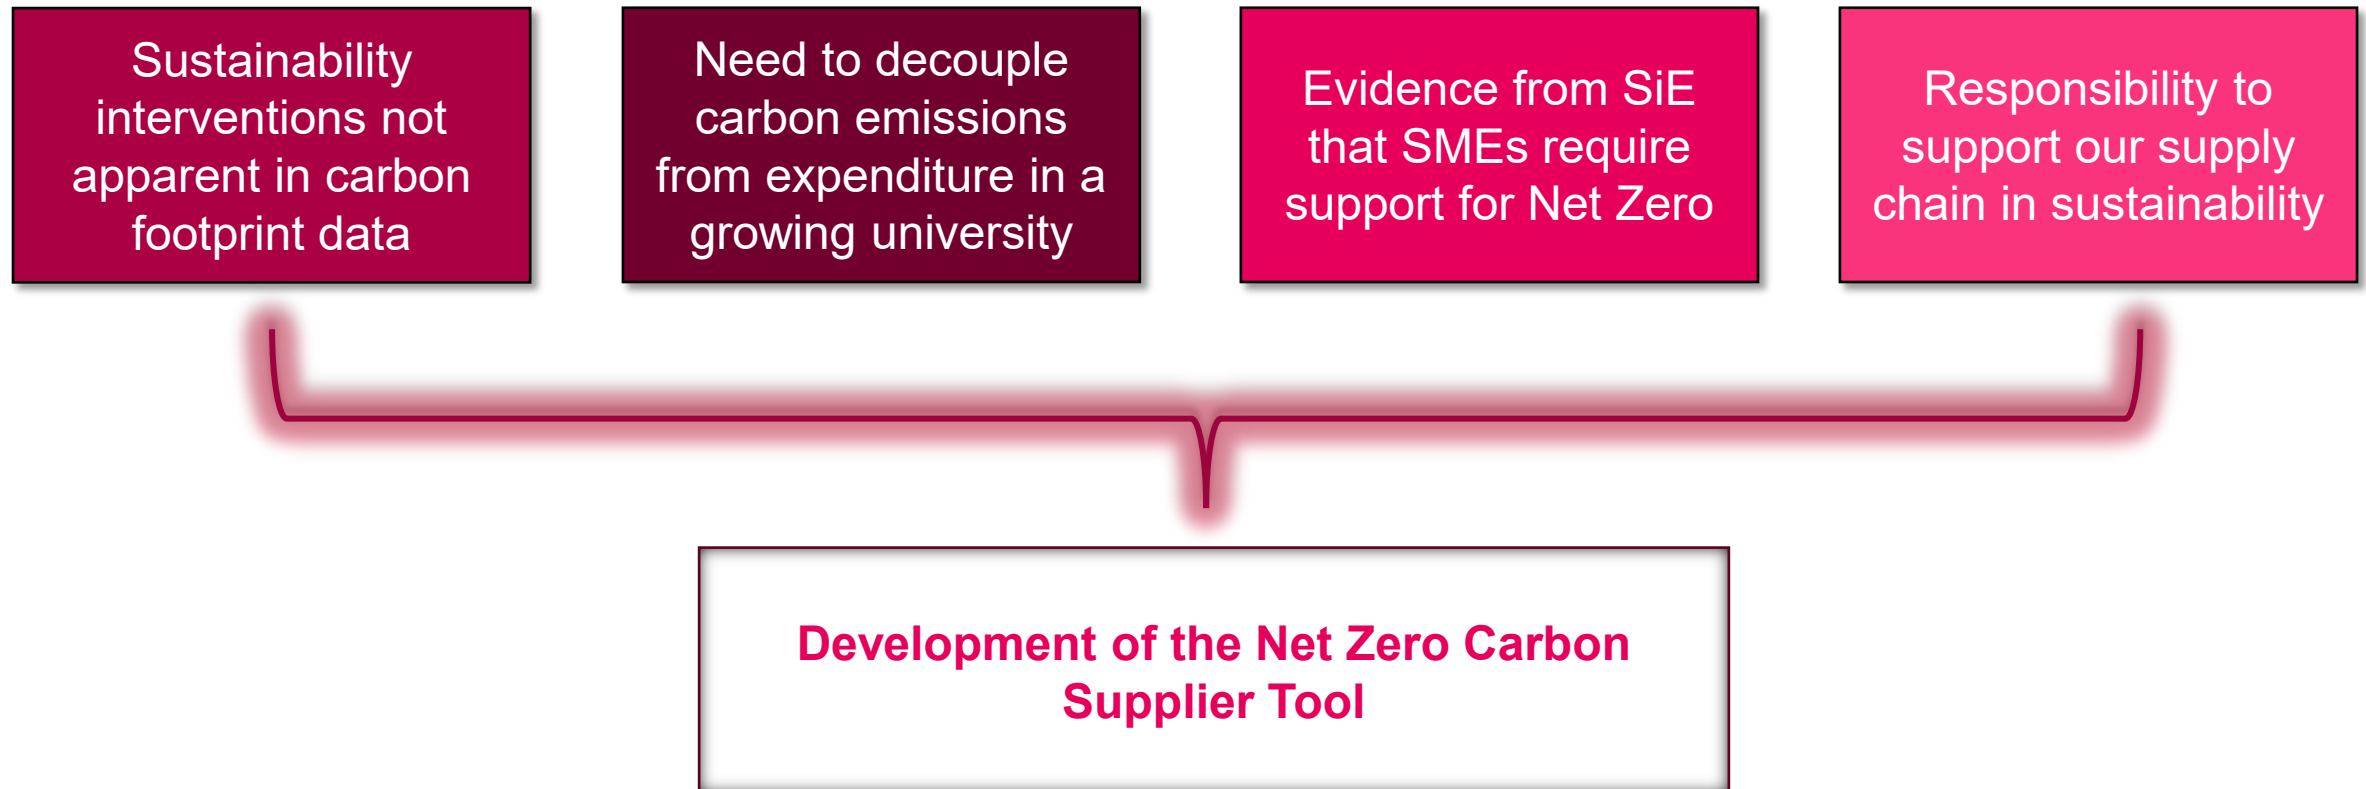 Sustainability
interventions not
apparent in carbon
footprint data
Need to decouple
carbon emissions
from expenditure in a
growing university
Evidence from SiE
that SMEs require
support for Net Zero
Responsibility to
support our supply
chain in sustainability
Development of the Net Zero Carbon
Supplier Tool